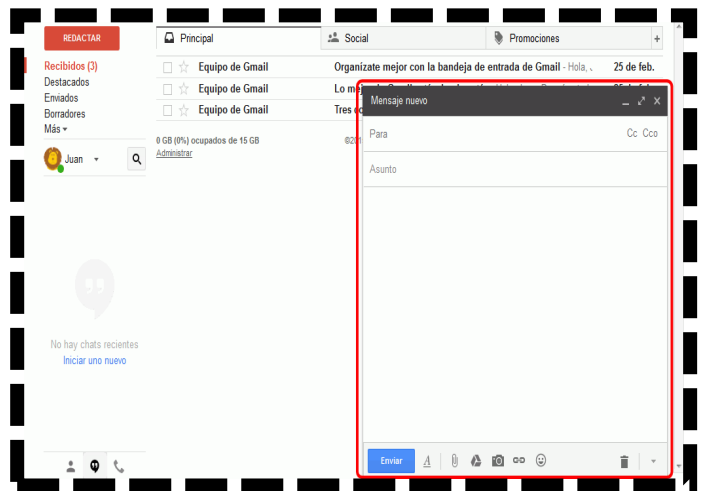 REDACTAR
Principal
Social
Promociones
+
Recibidos (3)
Destacados
Enviados
Borradores
Más
Equipo de Gmail
Organízate mejor con la bandeja de entrada de Gmail - Hola,
25 de feb.
Equipo de Gmail
Lo
Equipo de Gmail
Tres
0 GB (0%) ocupados de 15 GB
Administrar
Juan
Mensaje nuevo
Para
Cc Cco
Asunto
No hay chats recientes
Iniciar uno nuevo
Enviar
A